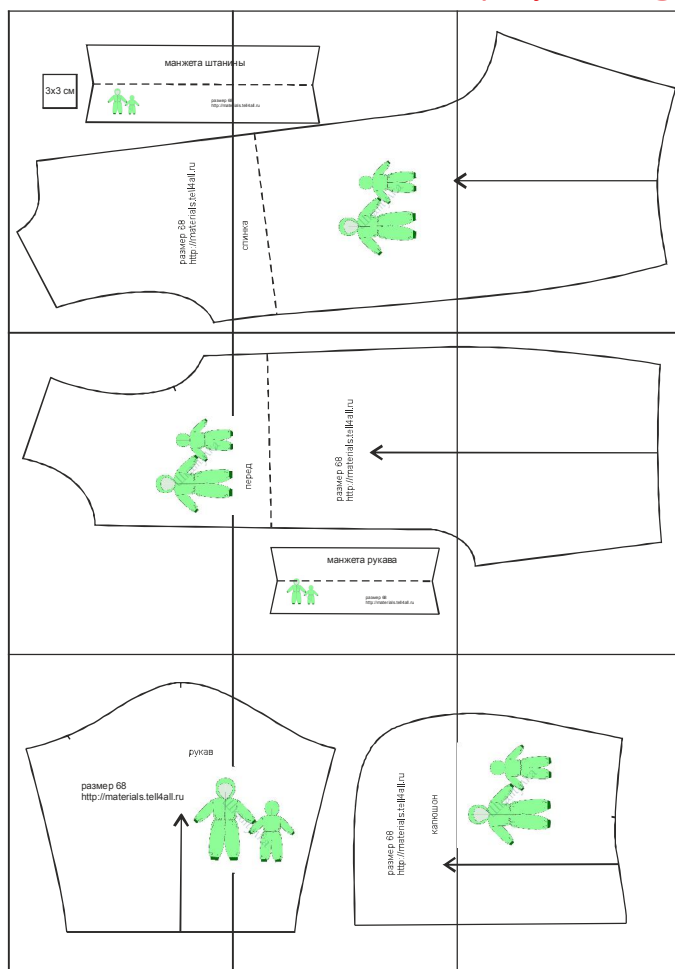 манжета штанины
3х3 см
размер 68
http://materials.tell4all.ru
размер 68
http://materials.tell4all.ru
спинка
размер 68
http://materials.tell4all.ru
перед
манжета рукава
размер 68
http://materials.tell4all.ru
рукав
размер 68
http://materials.tell4all.ru
размер 68
http://materials.tell4all.ru
капюшон